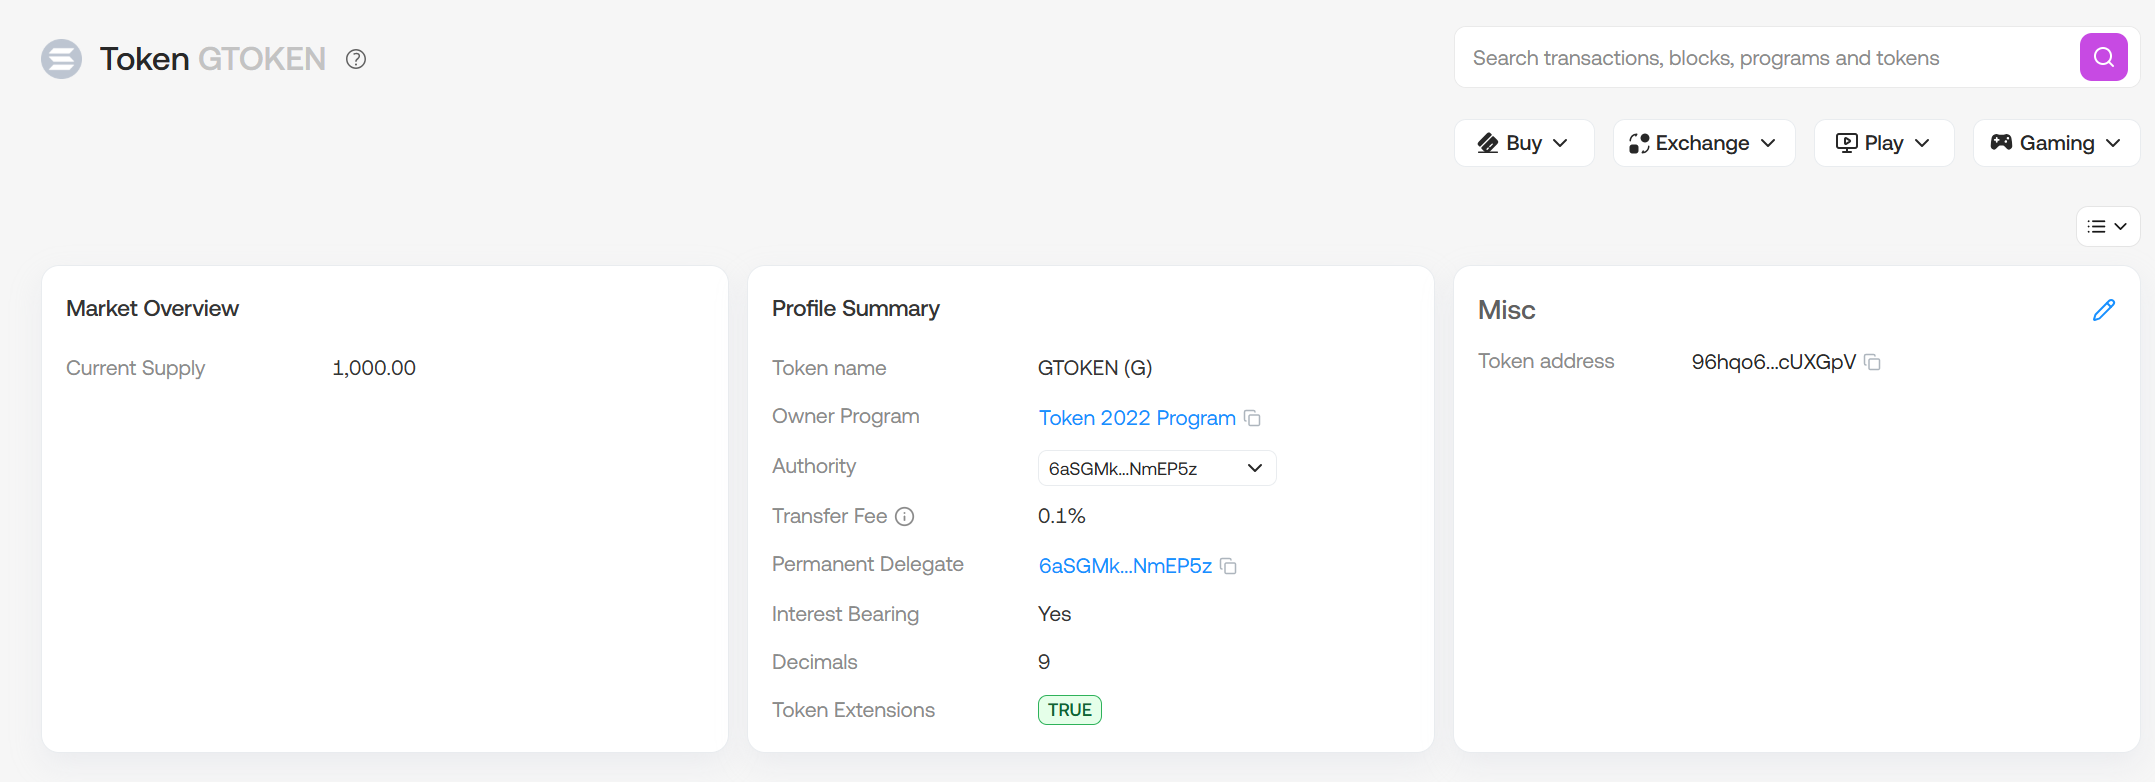 Token GTOKEN
Search transactions, blocks, programs and tokens
Buy
Exchange
Play
Gaming
Market Overview
Current Supply 1,000.00
Profile Summary
Token name GTOKEN (G)
Owner Program Token 2022 Program
Authority 6aSGMk...NmEP5z
Transfer Fee 0.1%
Permanent Delegate 6aSGMk...NmEP5z
Interest Bearing Yes
Decimals 9
Token Extensions TRUE
Misc
Token address 96hqo6...cUXGpV